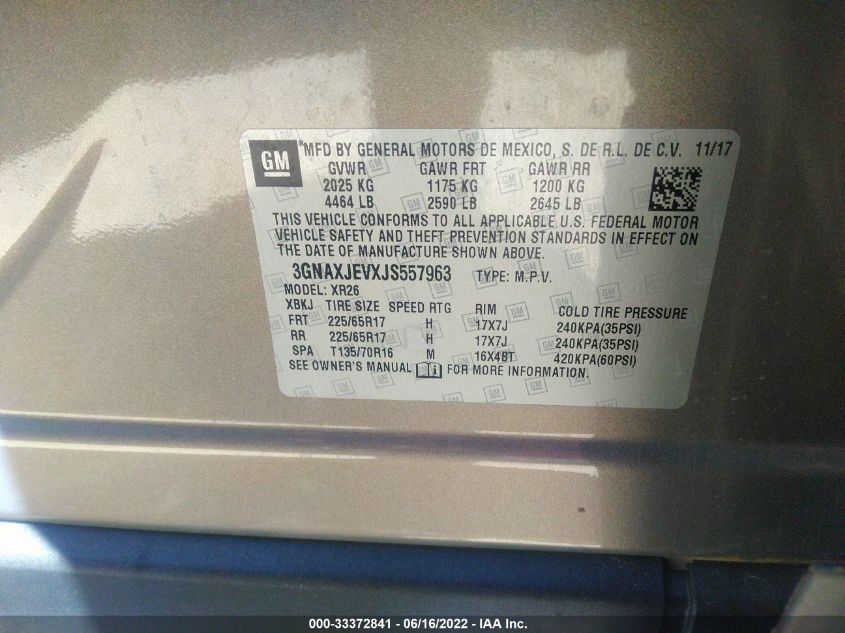 GM
*MFD BY GENERAL MOTORS DE MEXICO, S. DE R.L. DE C.V. 11/17
GVWR GAWR FRT GAWR RR
2025 KG 1175 KG 1200 KG
4464 LB 2590 LB 2645 LB
THIS VEHICLE CONFORMS TO ALL APPLICABLE U.S. FEDERAL MOTOR
VEHICLE SAFETY AND THEFT PREVENTION STANDARDS IN EFFECT ON
THE DATE OF MANUFACTURE SHOWN ABOVE.
3GNAXJEVXJS557963 TYPE: M.P.V.
MODEL: XR26
XBKJ TIRE SIZE SPEED RTG RIM COLD TIRE PRESSURE
FRT 225/65R17 H 17X7J 240KPA(35PSI)
RR 225/65R17 H 17X7J 240KPA(35PSI)
SPA T135/70R16 M 16X4BT 420KPA(60PSI)
SEE OWNER'S MANUAL FOR MORE INFORMATION.
000-33372841 - 06/16/2022 - IAA Inc.